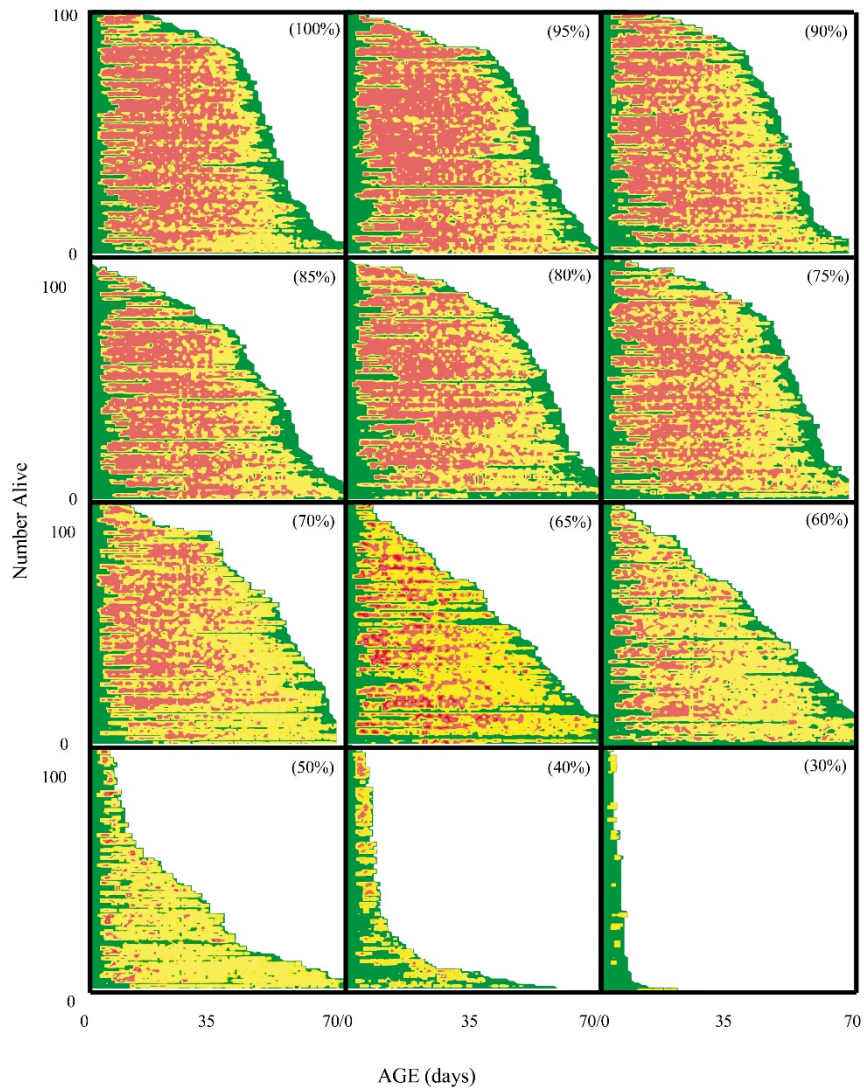 100 (100%) (95%) (90%)
0
100 (85%) (80%) (75%)
0
Number Alive
100 (70%) (65%) (60%)
0
100 (50%) (40%) (30%)
0
0 35 70/0 35 70/0 35 70
AGE (days)